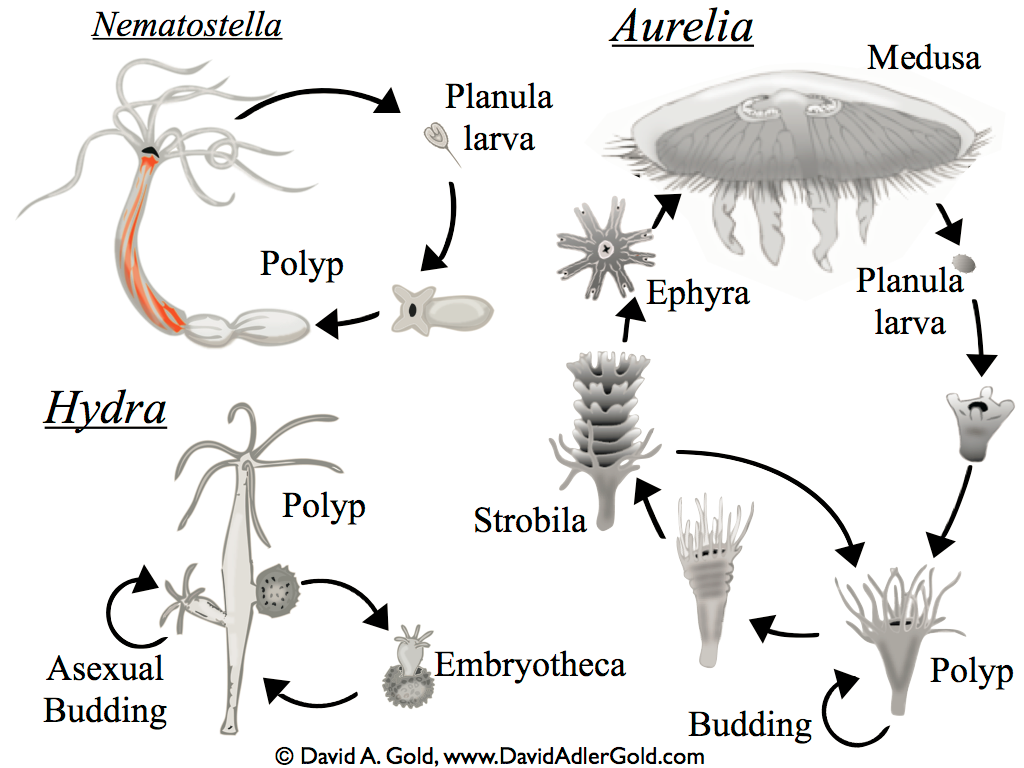 Nematostella
Planula
larva
Polyp
Aurelia
Medusa
Planula
larva
Ephyra
Strobila
Polyp
Budding
Hydra
Polyp
Asexual
Budding
Embryotheca
© David A. Gold, www.DavidAdlerGold.com